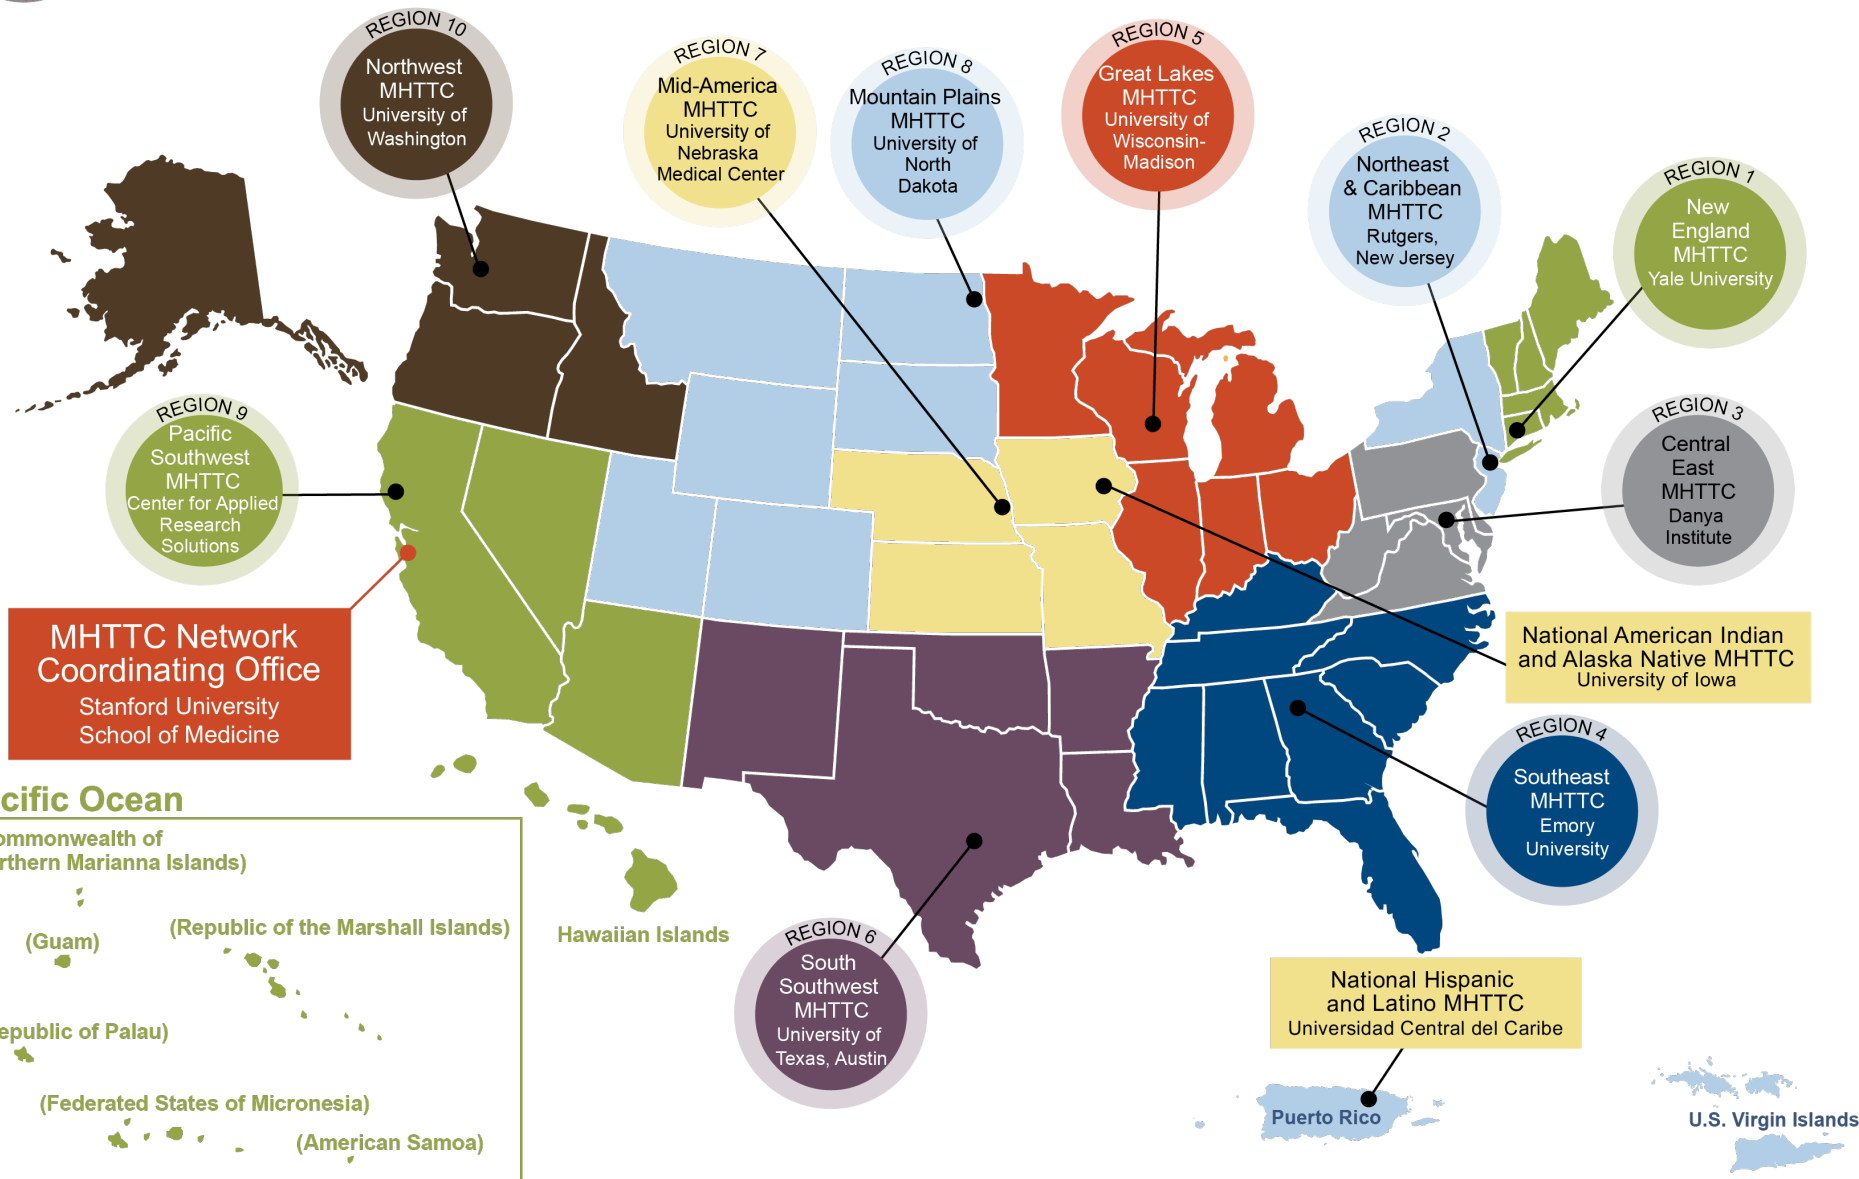 REGION 10
Northwest
MHTTC
University of
Washington
REGION 7
Mid-America
MHTTC
University of
Nebraska
Medical Center
REGION 8
Mountain Plains
MHTTC
University of
North
Dakota
REGION 5
Great Lakes
MHTTC
University of
Wisconsin-
Madison
REGION 2
Northeast
& Caribbean
MHTTC
Rutgers,
New Jersey
REGION 1
New
England
MHTTC
Yale University
REGION 9
Pacific
Southwest
MHTTC
Center for Applied
Research
Solutions
REGION 3
Central
East
MHTTC
Danya
Institute
MHTTC Network
Coordinating Office
Stanford University
School of Medicine
National American Indian
and Alaska Native MHTTC
University of Iowa
REGION 4
Southeast
MHTTC
Emory
University
cific Ocean
ommonwealth of
rthern Marianna Islands)
(Guam)
(Republic of the Marshall Islands)
epublic of Palau)
(Federated States of Micronesia)
(American Samoa)
Hawaiian Islands
REGION 6
South
Southwest
MHTTC
University of
Texas, Austin
National Hispanic
and Latino MHTTC
Universidad Central del Caribe
Puerto Rico
U.S. Virgin Islands